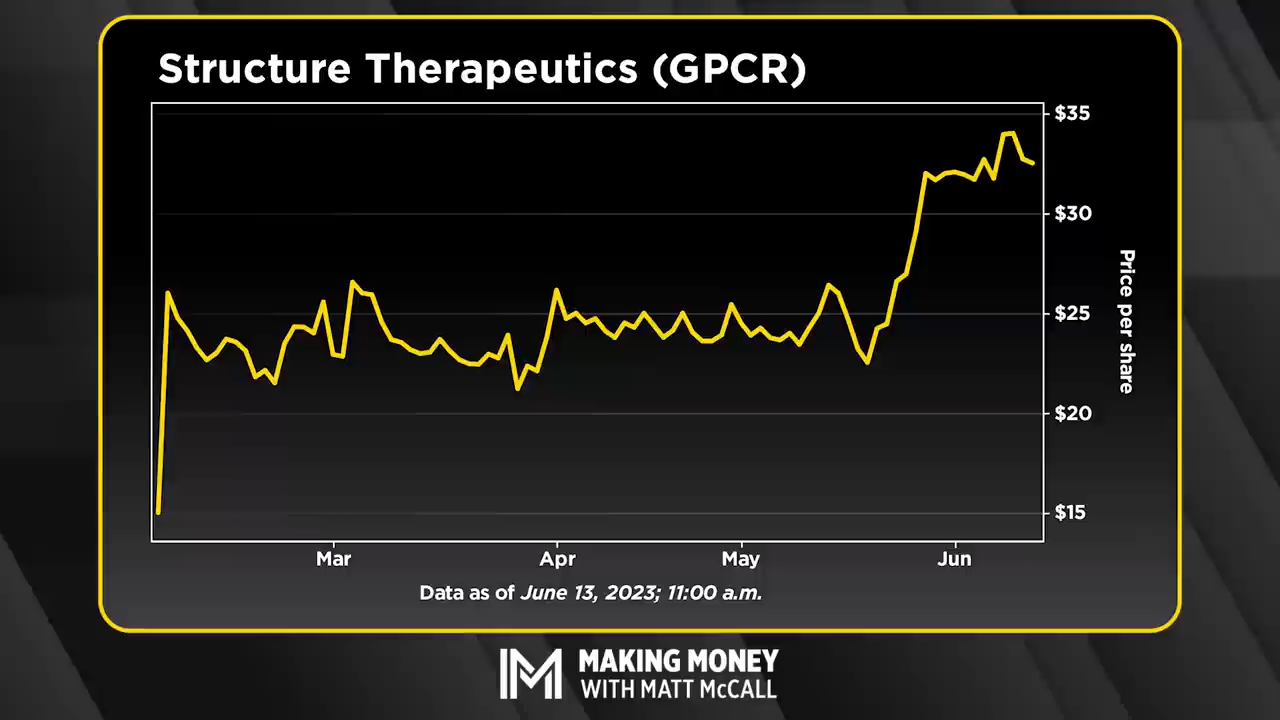 Structure Therapeutics (GPCR)
$35
$30
$25
$20
$15
Price per share
Mar Apr May Jun
Data as of June 13, 2023; 11:00 a.m.
MAKING MONEY
WITH MATT McCALL